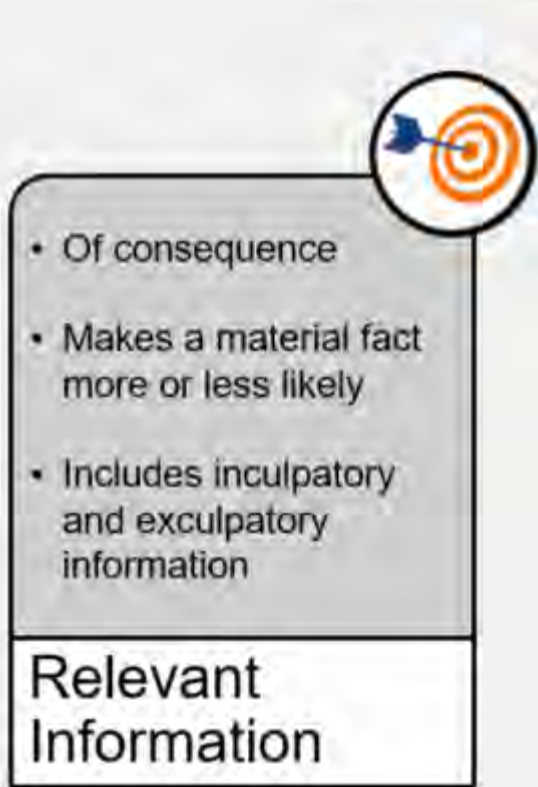 • Of consequence
• Makes a material fact
more or less likely
• Includes inculpatory
and exculpatory
information
Relevant
Information